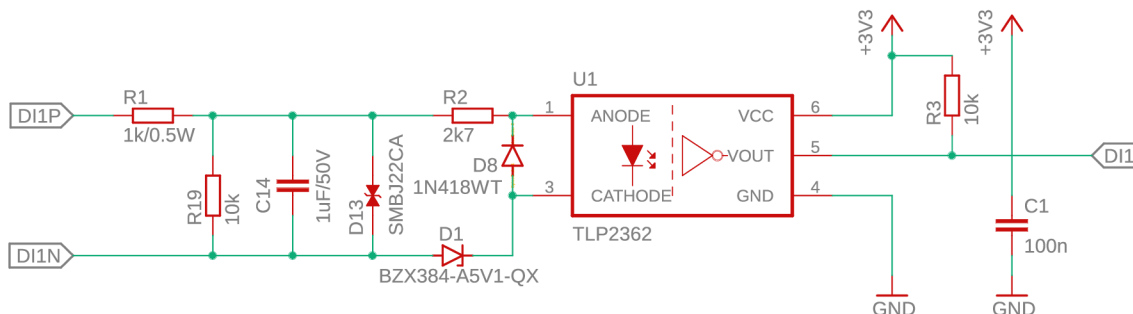 +3V3
+3V3
U1
DI1P
R1
1k/0.5W
R2
2k7
1
ANODE
VCC
6
R3
10k
D8
1N418WT
VOUT
5
DI1
R19
10k
C14
1uF/50V
D13
SMBJ22CA
3
CATHODE
GND
4
TLP2362
C1
100n
DI1N
D1
BZX384-A5V1-QX
GND
GND